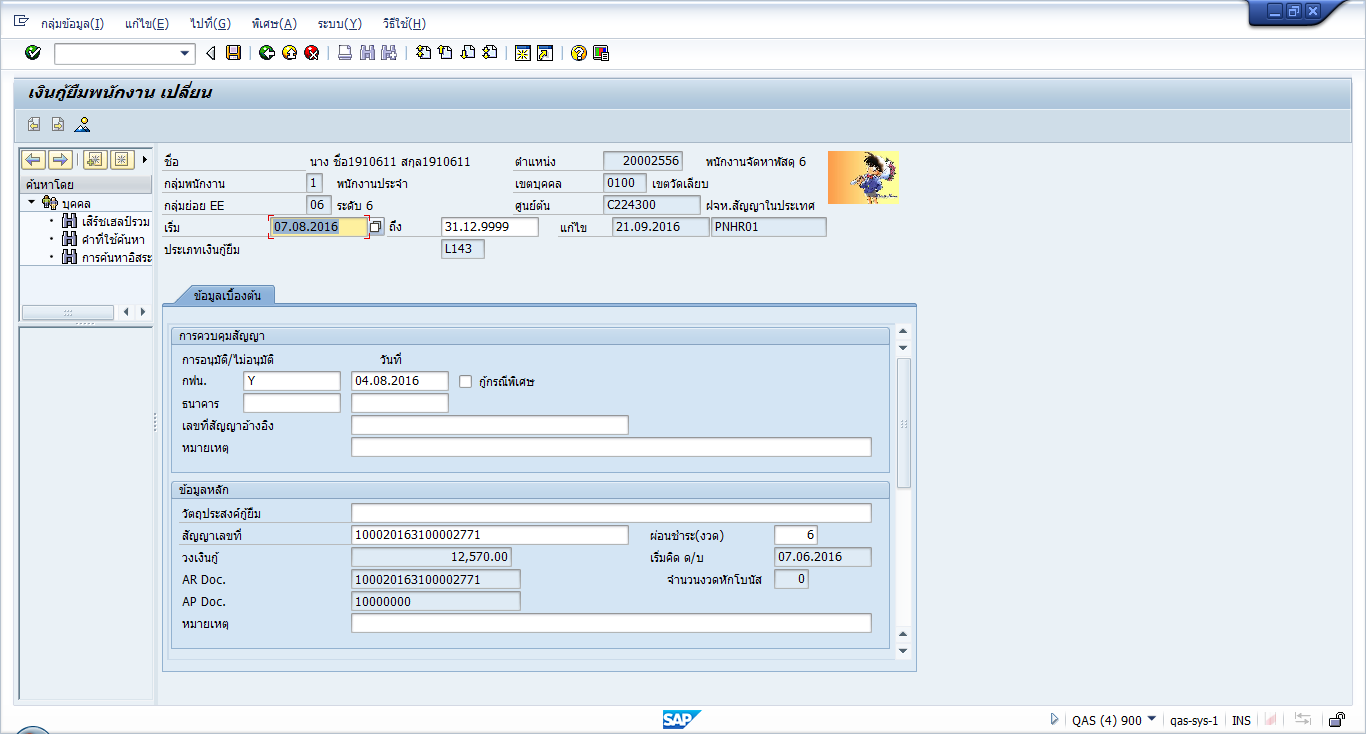 กลุ่มข้อมูล(I) แก้ไข(E) ไปที่(G) พิเศษ(A) ระบบ(Y) วิธีใช้(H)
เงินกู้ยืมพนักงาน เปลี่ยน
ค้นหาโดย
บุคคล
เสิร์ชเฮลป์รวม
คำที่ใช้ค้นหา
การค้นหาอิสระ
ชื่อ นาง ชื่อ1910611 สกุล1910611 ตำแหน่ง 20002556 พนักงานจัดหาพัสดุ 6
กลุ่มพนักงาน 1 พนักงานประจำ เขตบุคคล 0100 เขตวัดเลียบ
กลุ่มย่อย EE 06 ระดับ 6 ศูนย์ต้น C224300 ฝจห.สัญญาในประเทศ
เริ่ม 07.08.2016 ถึง 31.12.9999 แก้ไข 21.09.2016 PNHR01
ประเภทเงินกู้ยืม L143
ข้อมูลเบื้องต้น
การควบคุมสัญญา
การอนุมัติ/ไม่อนุมัติ วันที่
กฟน. Y 04.08.2016 กู้กรณีพิเศษ
ธนาคาร
เลขที่สัญญาอ้างอิง
หมายเหตุ
ข้อมูลหลัก
วัตถุประสงค์กู้ยืม
สัญญาเลขที่ 100020163100002771 ผ่อนชำระ(งวด) 6
วงเงินกู้ 12,570.00 เริ่มคิด ด/บ 07.06.2016
AR Doc. 100020163100002771 จำนวนงวดหักโบนัส 0
AP Doc. 10000000
หมายเหตุ
SAP QAS (4) 900 qas-sys-1 INS